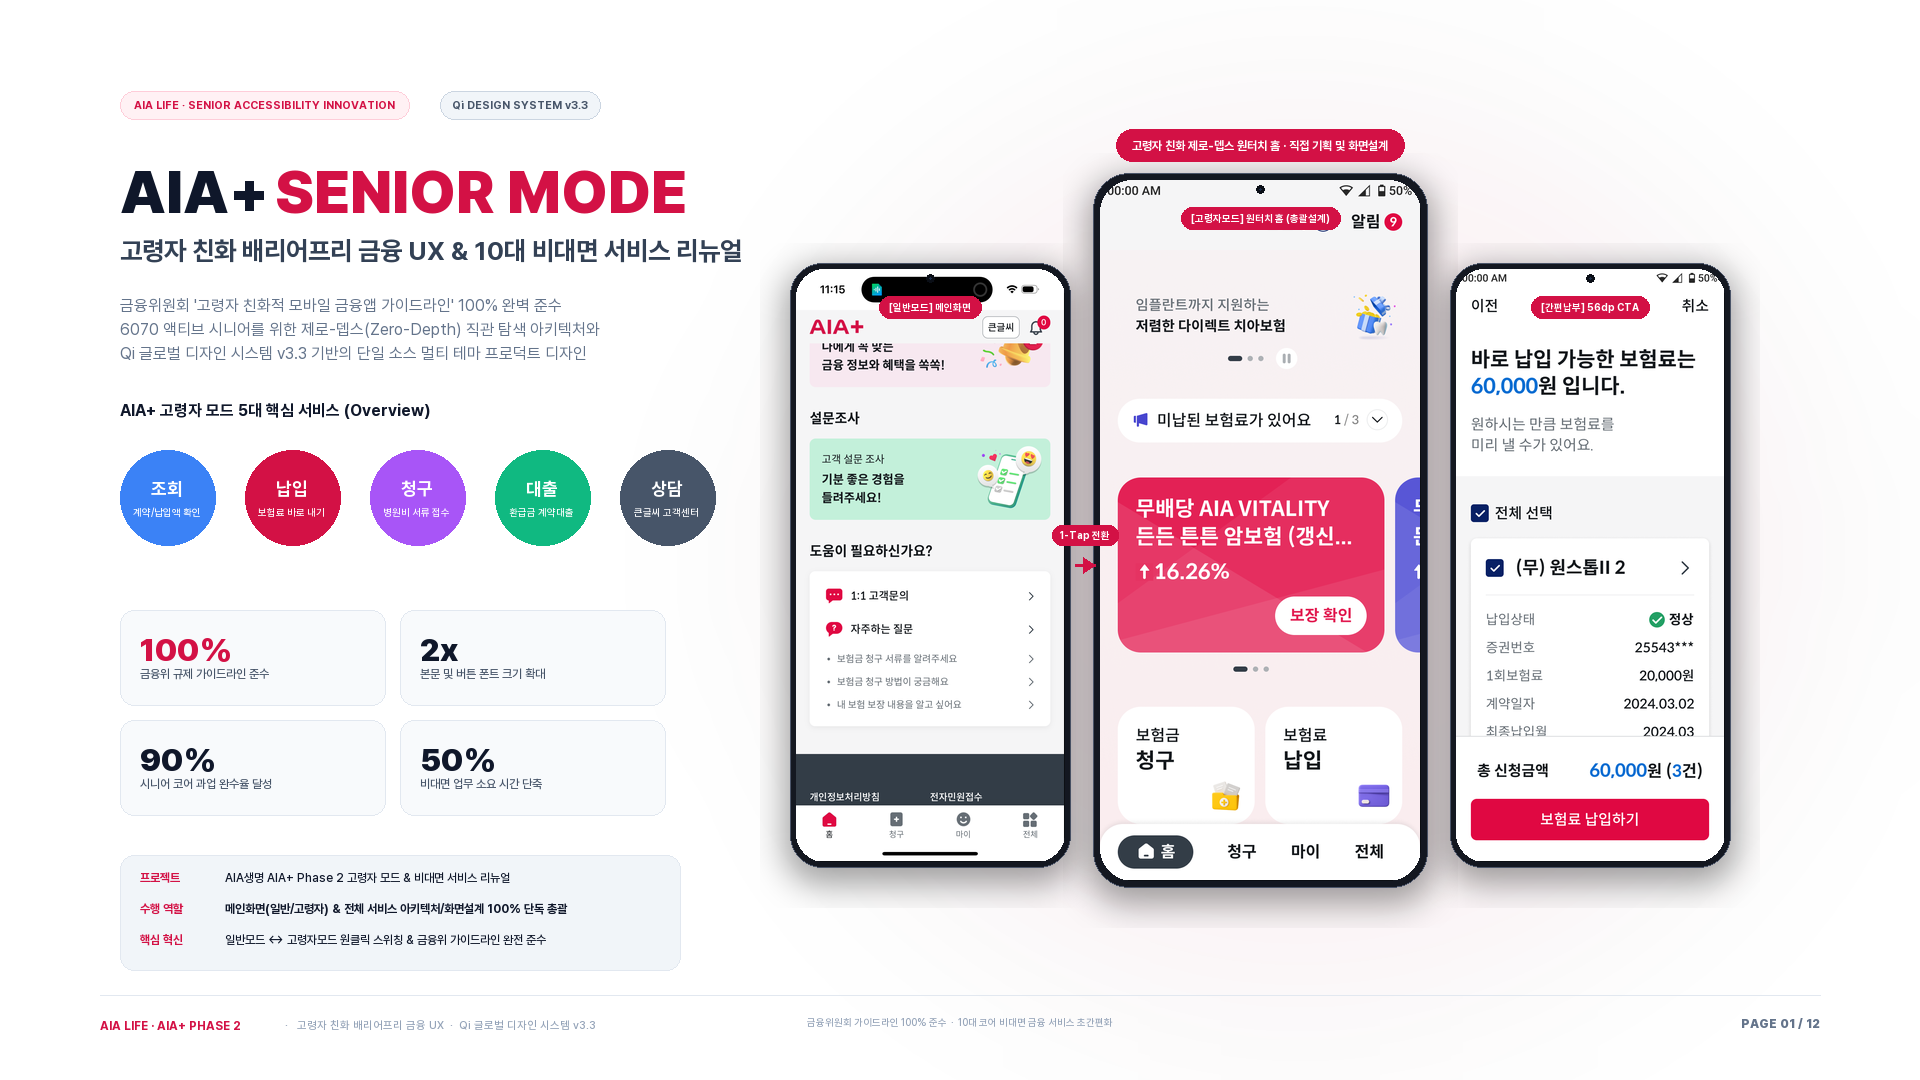 AIA LIFE · SENIOR ACCESSIBILITY INNOVATION
Qi DESIGN SYSTEM v3.3
AIA+ SENIOR MODE
고령자 친화 배리어프리 금융 UX & 10대 비대면 서비스 리뉴얼
금융위원회 '고령자 친화적 모바일 금융앱 가이드라인' 100% 완벽 준수
6070 액티브 시니어를 위한 제로-뎁스(Zero-Depth) 직관 탐색 아키텍처와
Qi 글로벌 디자인 시스템 v3.3 기반의 단일 소스 멀티 테마 프로덕트 디자인
AIA+ 고령자 모드 5대 핵심 서비스 (Overview)
조회
계약/납입액 확인
납입
보험료 바로 내기
청구
병원비 서류 접수
대출
환급금 계약대출
상담
큰글씨 고객센터
100%
금융위 규제 가이드라인 준수
2x
본문 및 버튼 폰트 크기 확대
90%
시니어 코어 과업 완수율 달성
50%
비대면 업무 소요 시간 단축
프로젝트 AIA생명 AIA+ Phase 2 고령자 모드 & 비대면 서비스 리뉴얼
수행 역할 메인화면(일반/고령자) & 전체 서비스 아키텍처/화면설계 100% 단독 총괄
핵심 혁신 일반모드 ↔ 고령자모드 원클릭 스위칭 & 금융위 가이드라인 완전 준수
11:15
[일반모드] 메인화면
AIA+
큰글씨
0
나에게 꼭 맞는
금융 정보와 혜택을 쏙쏙!
설문조사
고객 설문 조사
기분 좋은 경험을
들려주세요!
도움이 필요하신가요?
1:1 고객문의
자주하는 질문
• 보험금 청구 서류를 알려주세요
• 보험금 청구 방법이 궁금해요
• 내 보험 보장 내용을 알고 싶어요
개인정보처리방침
전자민원접수
홈
청구
마이
전체
1-Tap 전환
고령자 친화 제로-뎁스 원터치 홈 · 직접 기획 및 화면설계
00:00 AM
50%
[고령자모드] 원터치 홈 (총괄설계)
알림 9
임플란트까지 지원하는
저렴한 다이렉트 치아보험
미납된 보험료가 있어요
1 / 3
무배당 AIA VITALITY
든든 튼튼 암보험 (갱신...
16.26%
보장 확인
보험금
청구
보험료
납입
홈
청구
마이
전체
00:00 AM
50%
이전
[간편납부] 56dp CTA
취소
바로 납입 가능한 보험료는
60,000원 입니다.
원하시는 만큼 보험료를
미리 낼 수가 있어요.
전체 선택
(무) 원스톱II 2
납입상태 정상
증권번호 25543***
1회보험료 20,000원
계약일자 2024.03.02
최종납입월 2024.03
총 신청금액 60,000원 (3건)
보험료 납입하기
AIA LIFE · AIA+ PHASE 2
· 고령자 친화 배리어프리 금융 UX · Qi 글로벌 디자인 시스템 v3.3
금융위원회 가이드라인 100% 준수 · 10대 코어 비대면 금융 서비스 초간편화
PAGE 01 / 12